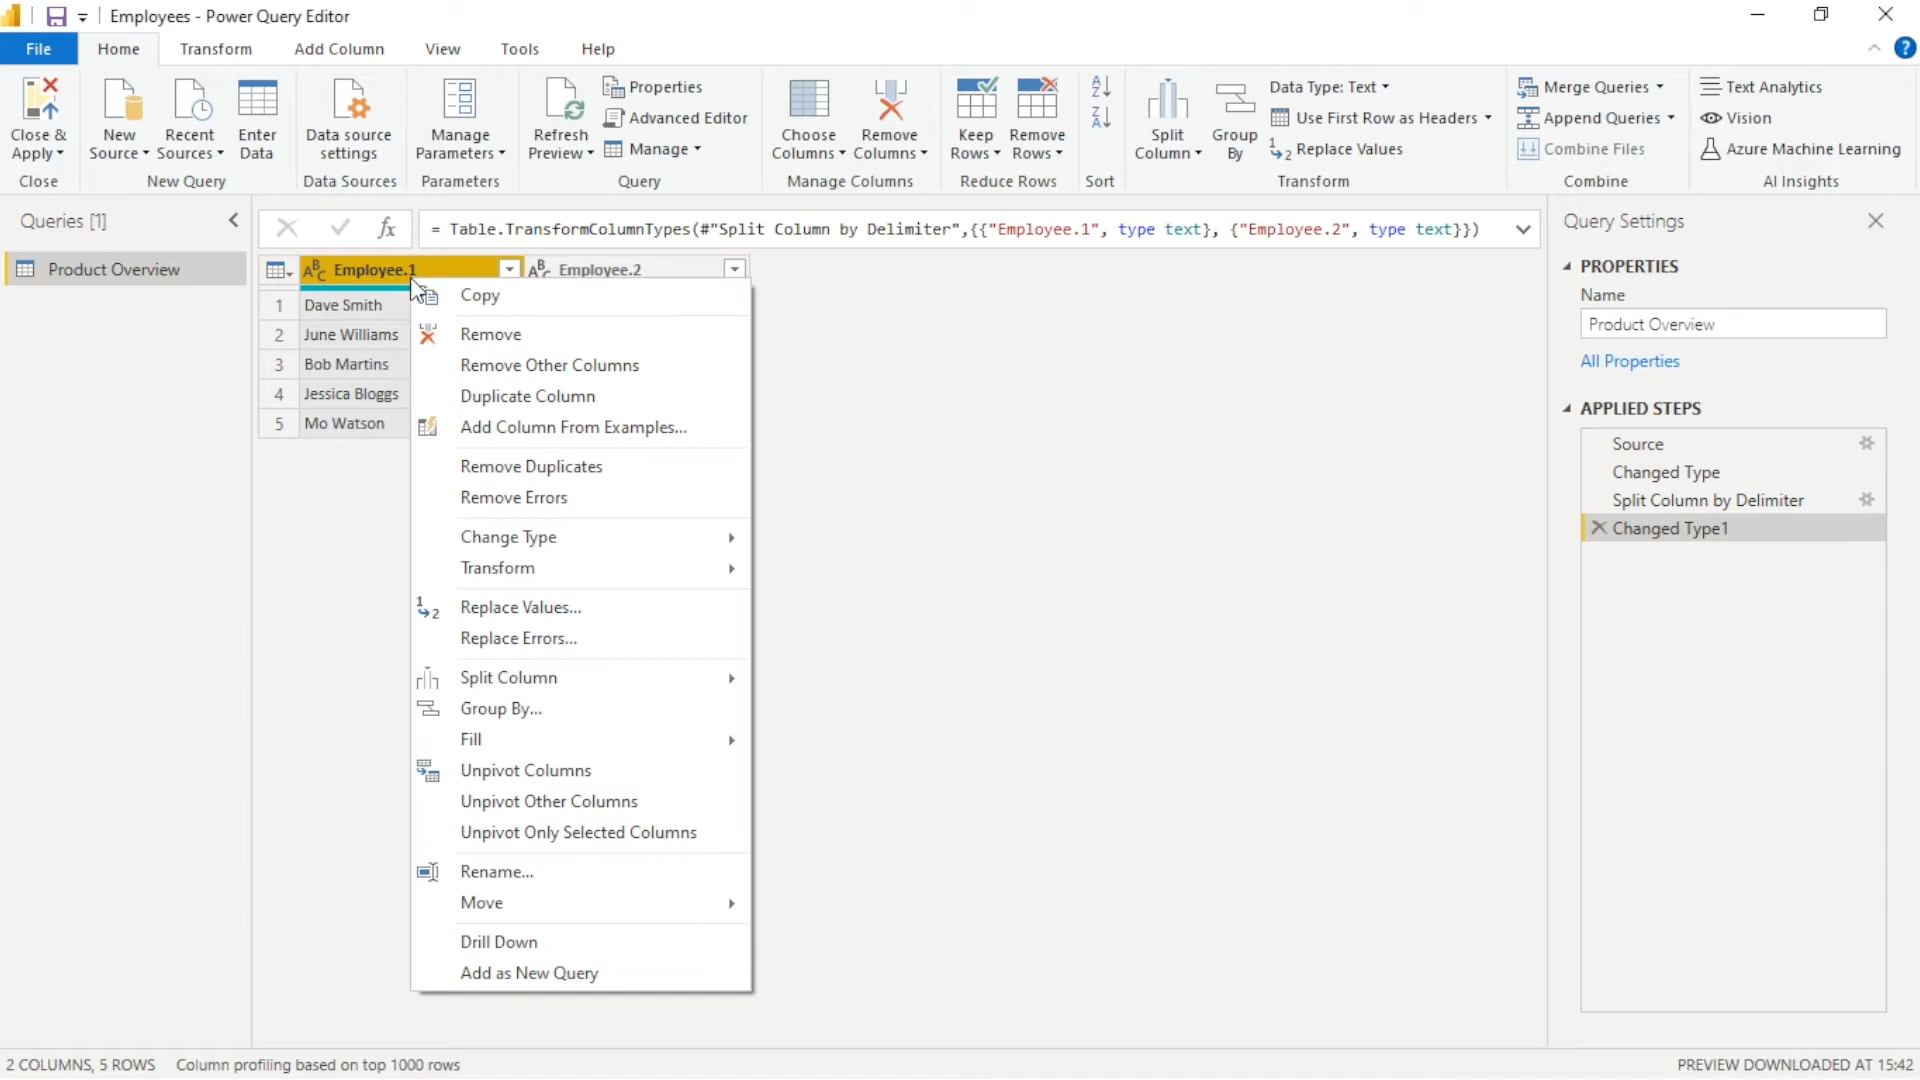 Employees - Power Query Editor
File Home Transform Add Column View Tools Help
Close & Apply
New Source
Recent Sources
Enter Data
Data source settings
Manage Parameters
Refresh Preview
Properties
Advanced Editor
Manage
Choose Columns
Remove Columns
Keep Rows
Remove Rows
Split Column
Group By
Data Type: Text
Use First Row as Headers
Replace Values
Merge Queries
Append Queries
Combine Files
Text Analytics
Vision
Azure Machine Learning
Close New Query Data Sources Parameters Query Manage Columns Reduce Rows Sort Transform Combine AI Insights
Queries [1]
Product Overview
fx = Table.TransformColumnTypes(#"Split Column by Delimiter",{{"Employee.1", type text}, {"Employee.2", type text}})
ABC Employee.1 ABC Employee.2
1 Dave Smith
2 June Williams
3 Bob Martins
4 Jessica Bloggs
5 Mo Watson
Copy
Remove
Remove Other Columns
Duplicate Column
Add Column From Examples...
Remove Duplicates
Remove Errors
Change Type
Transform
Replace Values...
Replace Errors...
Split Column
Group By...
Fill
Unpivot Columns
Unpivot Other Columns
Unpivot Only Selected Columns
Rename...
Move
Drill Down
Add as New Query
Query Settings
PROPERTIES
Name
Product Overview
All Properties
APPLIED STEPS
Source
Changed Type
Split Column by Delimiter
Changed Type1
2 COLUMNS, 5 ROWS Column profiling based on top 1000 rows
PREVIEW DOWNLOADED AT 15:42